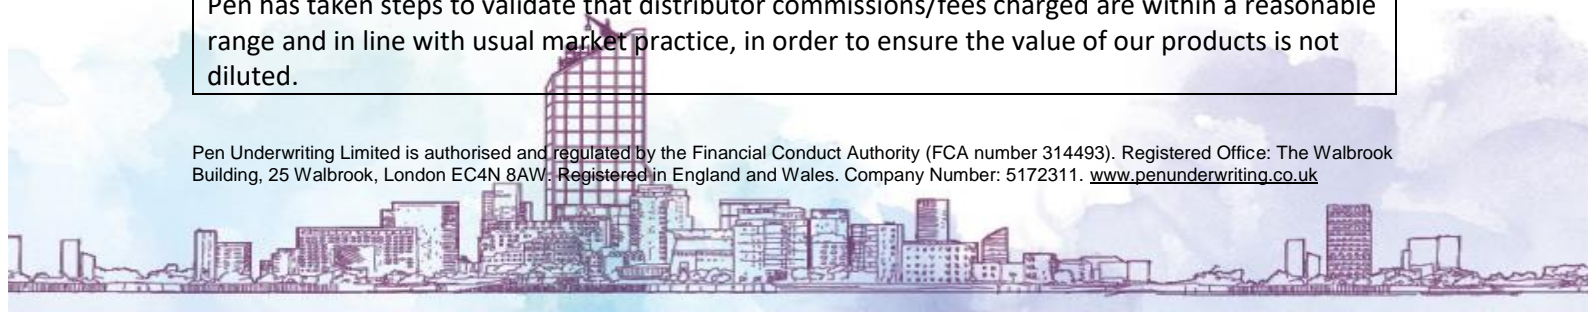 Pen has taken steps to validate that distributor commissions/fees charged are within a reasonable
range and in line with usual market practice, in order to ensure the value of our products is not
diluted.
Pen Underwriting Limited is authorised and regulated by the Financial Conduct Authority (FCA number 314493). Registered Office: The Walbrook
Building, 25 Walbrook, London EC4N 8AW. Registered in England and Wales. Company Number: 5172311. www.penunderwriting.co.uk